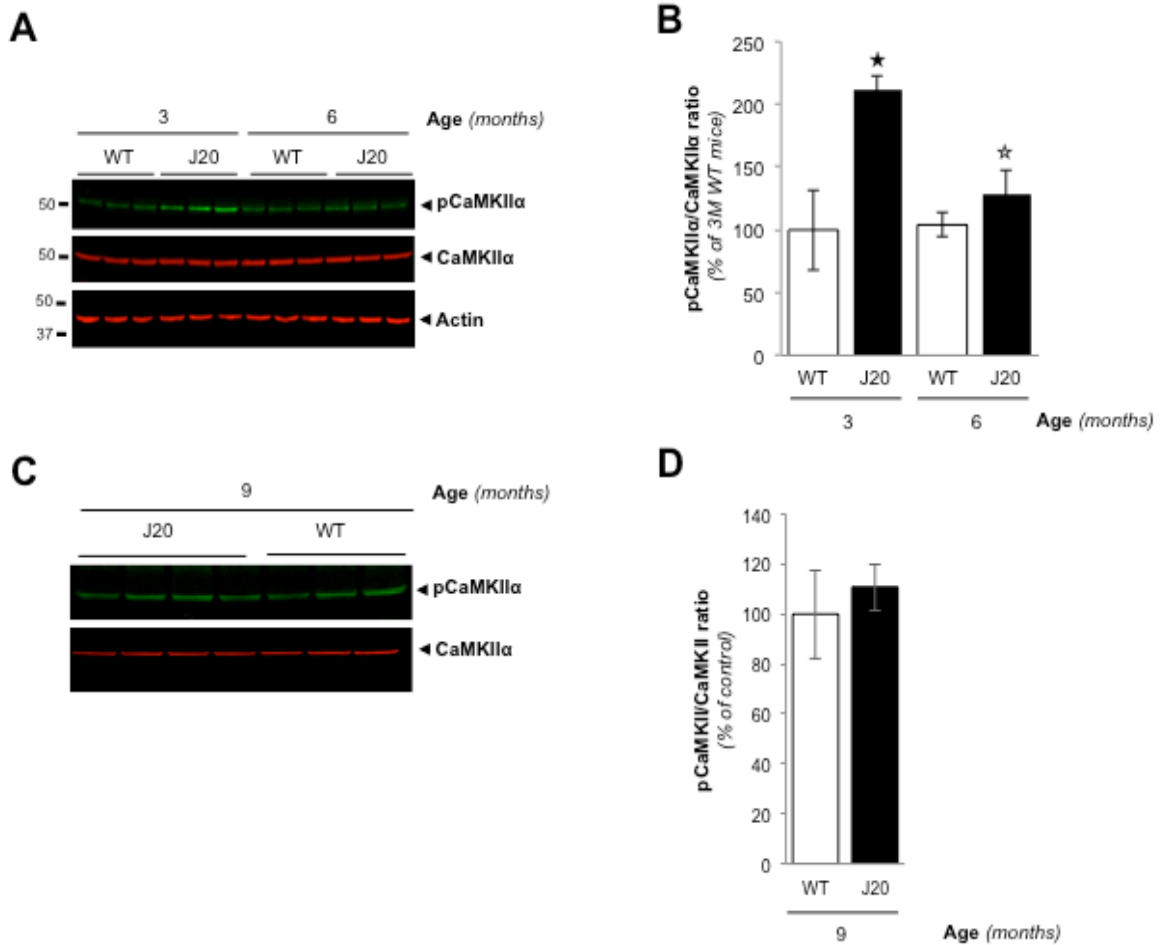 A
3 6 Age (months)
WT J20 WT J20
50 pCaMKIIα
50 CaMKIIα
50
37 Actin
B
pCaMKIIα/CaMKIIα ratio
(% of 3M WT mice)
250
200
150
100
50
0
WT J20 WT J20
3 6 Age (months)
C
9 Age (months)
J20 WT
pCaMKIIα
CaMKIIα
D
pCaMKII/CaMKII ratio
(% of control)
140
120
100
80
60
40
20
0
WT J20
9 Age (months)